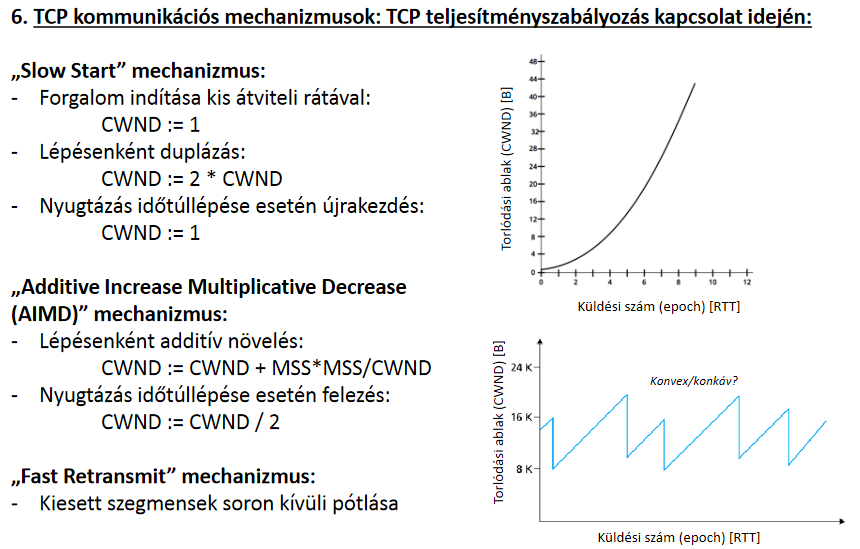 6. TCP kommunikációs mechanizmusok: TCP teljesítményszabályozás kapcsolat idején:
„Slow Start” mechanizmus:
- Forgalom indítása kis átviteli rátával:
CWND := 1
- Lépésenként duplázás:
CWND := 2 * CWND
- Nyugtázás időtúllépése esetén újrakezdés:
CWND := 1
„Additive Increase Multiplicative Decrease
(AIMD)” mechanizmus:
- Lépésenként additív növelés:
CWND := CWND + MSS*MSS/CWND
- Nyugtázás időtúllépése esetén felezés:
CWND := CWND / 2
„Fast Retransmit” mechanizmus:
- Kiesett szegmensek soron kívüli pótlása
Torlódási ablak (CWND) [B]
48
44
40
36
32
28
24
20
16
12
8
4
0
0 2 4 6 8 10 12
Küldési szám (epoch) [RTT]
Torlódási ablak (CWND) [B]
24 K
16 K
8 K
Konvex/konkáv?
Küldési szám (epoch) [RTT]